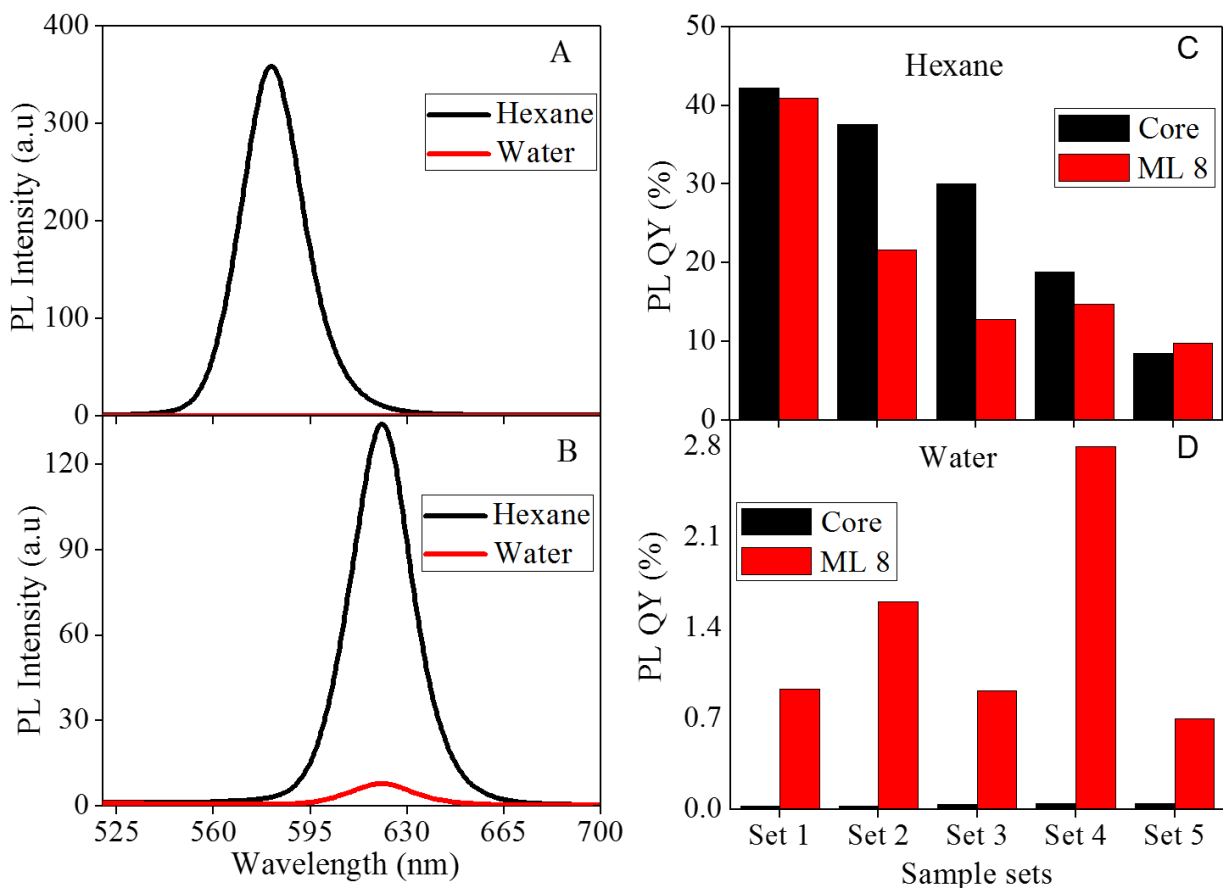 A
400
300
200
100
0
PL Intensity (a.u)
Hexane
Water
B
120
90
60
30
0
PL Intensity (a.u)
Hexane
Water
525 560 595 630 665 700
Wavelength (nm)
C
Hexane
50
40
30
20
10
0
PL QY (%)
Core
ML 8
D
Water
2.8
2.1
1.4
0.7
0.0
PL QY (%)
Core
ML 8
Set 1 Set 2 Set 3 Set 4 Set 5
Sample sets